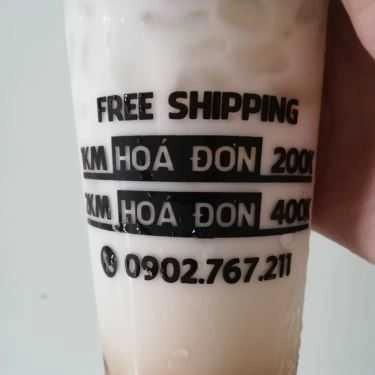 FREE SHIPPING
KM HOÁ ĐƠN 200K
KM HOÁ ĐƠN 400K
0902.767.211